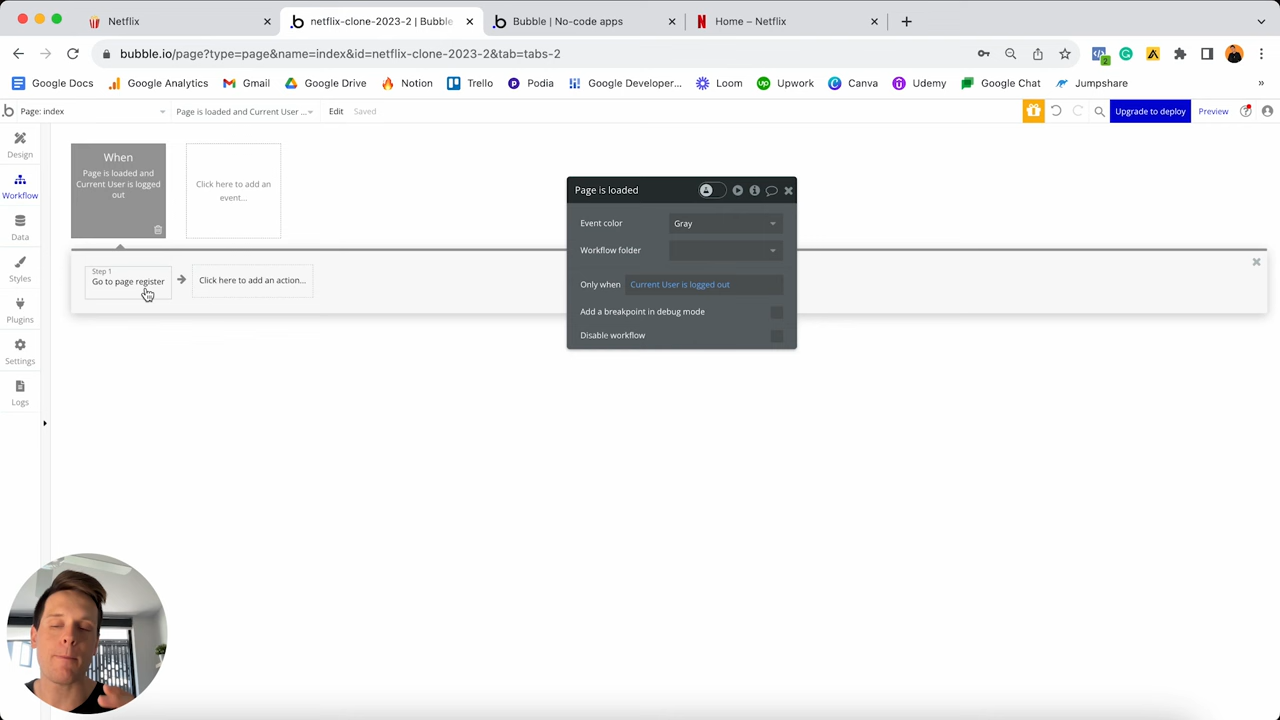 Netflix
netflix-clone-2023-2 | Bubble
Bubble | No-code apps
Home – Netflix
bubble.io/page?type=page&name=index&id=netflix-clone-2023-2&tab=tabs-2
2
Google Docs
Google Analytics
Gmail
Google Drive
Notion
Trello
Podia
Google Developer...
Loom
Upwork
Canva
Udemy
Google Chat
Jumpshare
Page: index
Page is loaded and Current User ...
Edit
Saved
Upgrade to deploy
Preview
Design
Workflow
Data
Styles
Plugins
Settings
Logs
When
Page is loaded and
Current User is logged
out
Click here to add an
event...
Step 1
Go to page register
Click here to add an action...
Page is loaded
Event color
Gray
Workflow folder
Only when
Current User is logged out
Add a breakpoint in debug mode
Disable workflow